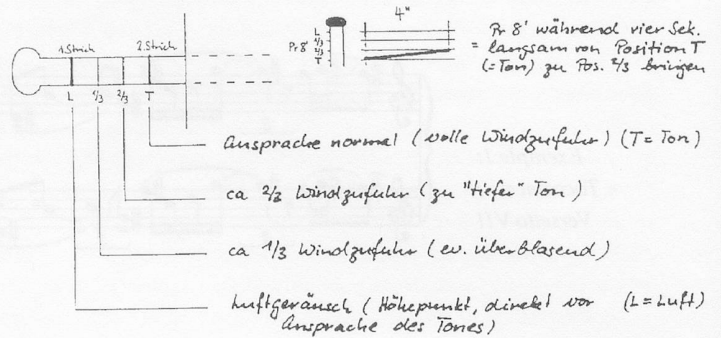 4"
L
1/3
2/3
T
Pr 8'
Pr 8' während vier Sek.
= langsam von Position T
(=Ton) zu Pos. 2/3 bringen
1. Strich 2. Strich
L 1/3 2/3 T
Ansprache normal (volle Windzufuhr) (T = Ton)
ca 2/3 Windzufuhr (zu "tiefer" Ton)
ca 1/3 Windzufuhr (ev. überblasend)
Luftgeräusch (Höhepunkt, direkt vor (L = Luft)
Ansprache des Tones)